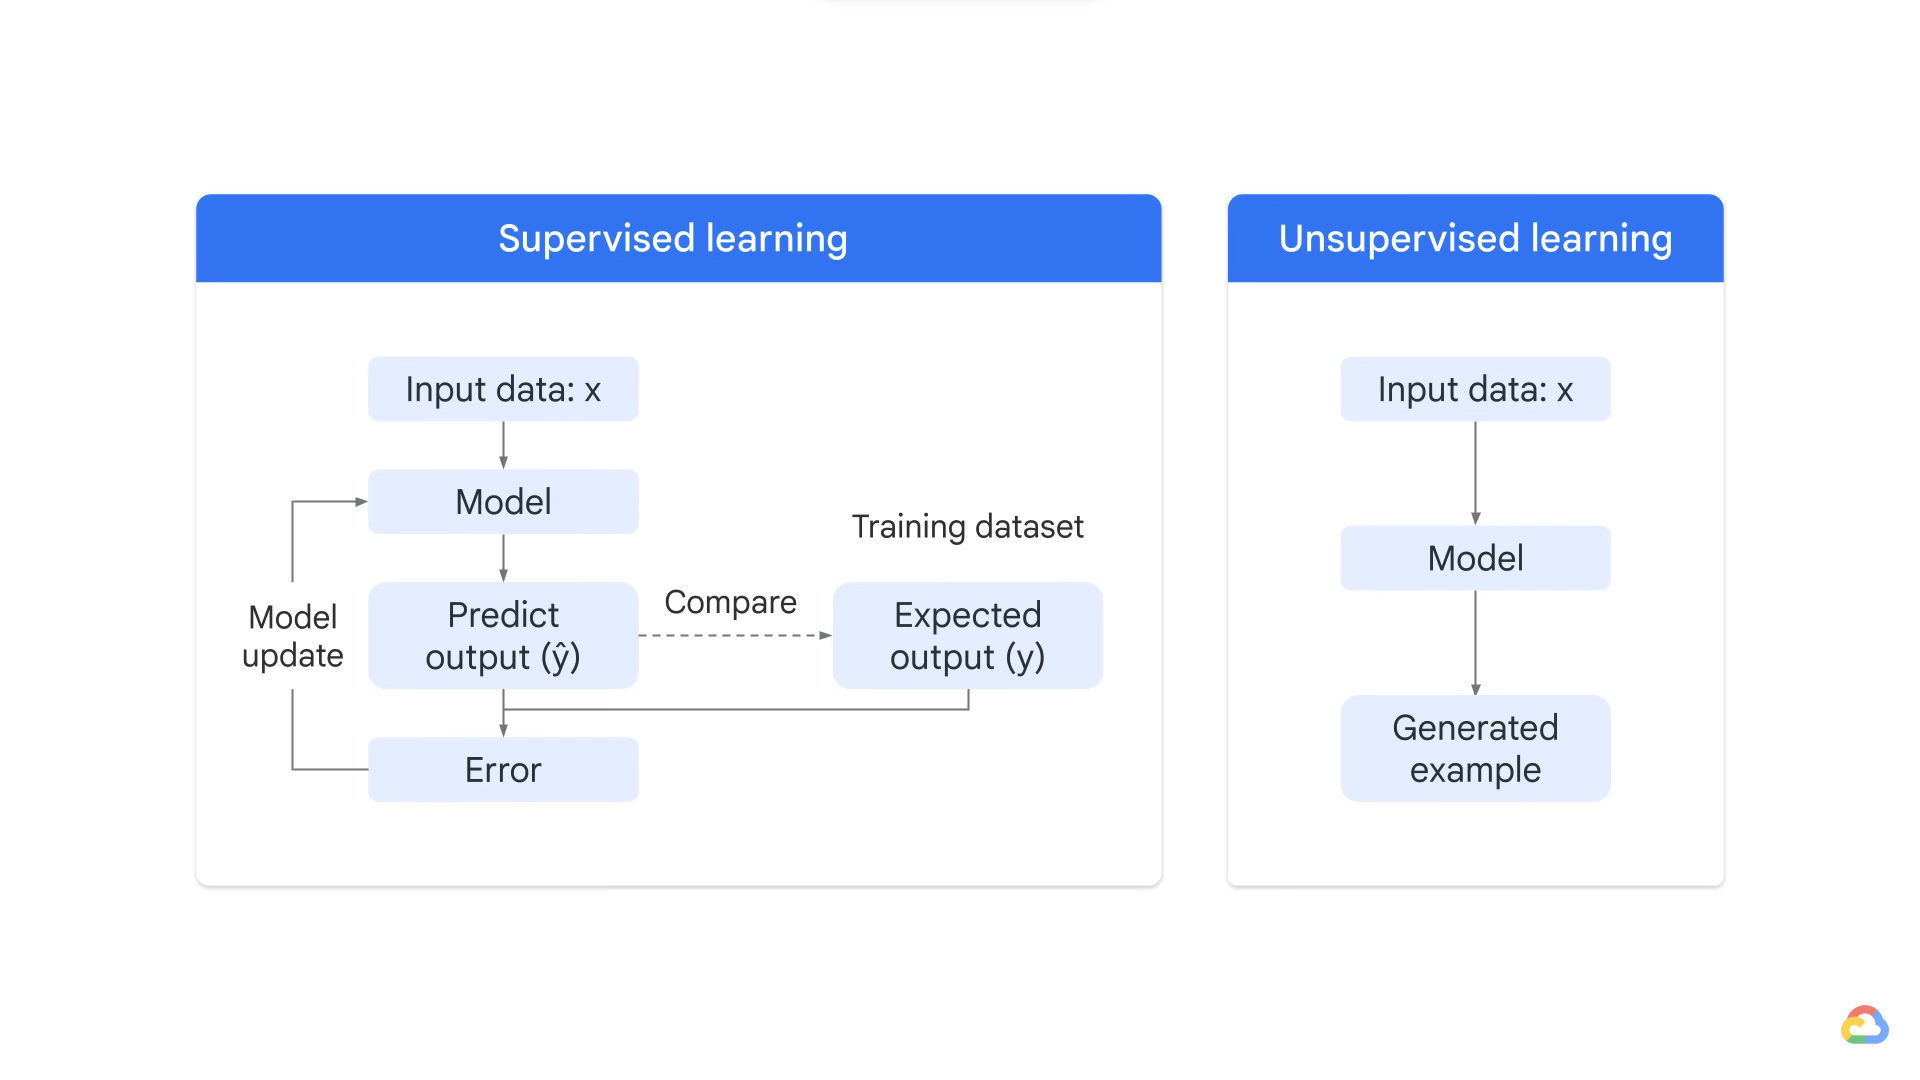 Supervised learning
Input data: x
Model
Predict
output (ŷ)
Compare
Training dataset
Expected
output (y)
Model
update
Error
Unsupervised learning
Input data: x
Model
Generated
example